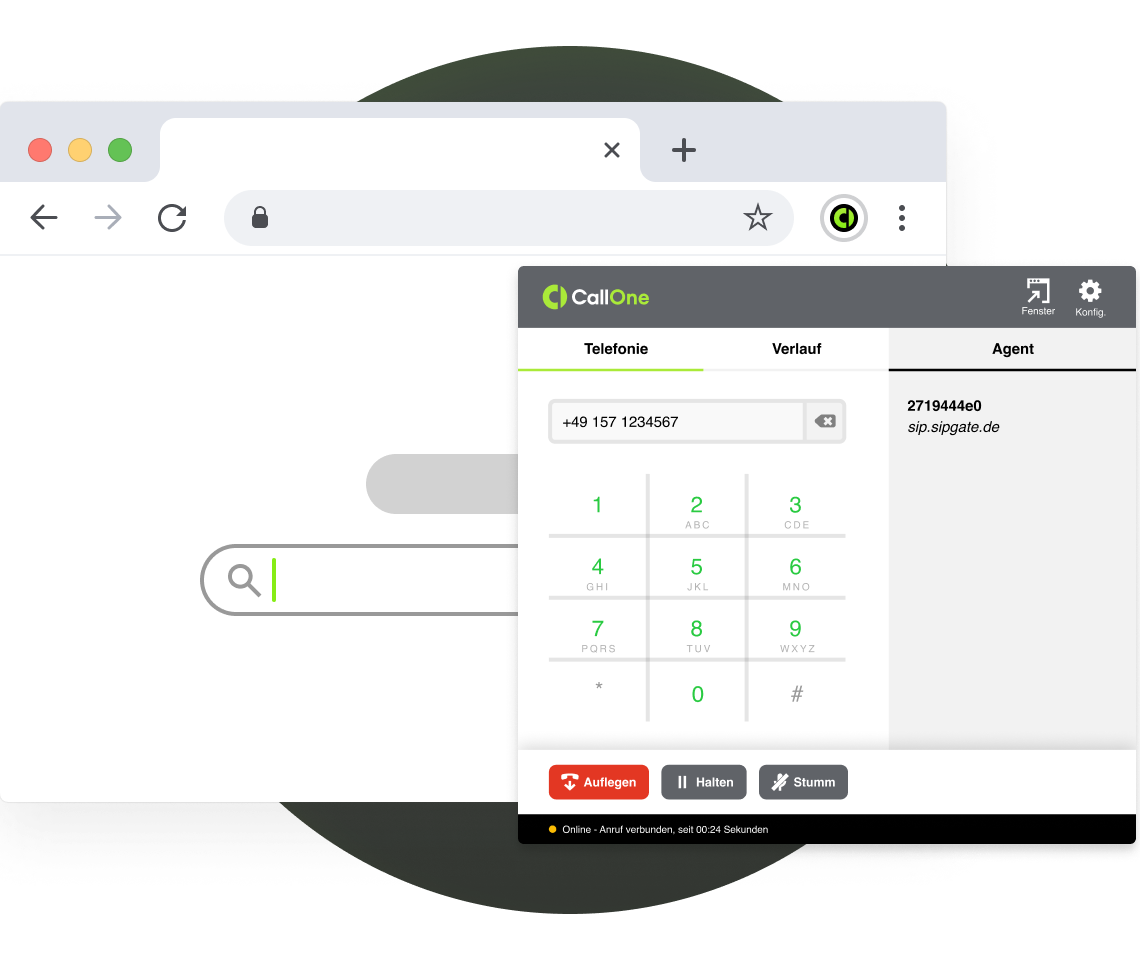 CallOne
Fenster
Konfig.
Telefonie
Verlauf
Agent
+49 157 1234567
2719444e0
sip.sipgate.de
1
2
3
ABC
CDE
4
5
6
GHI
JKL
MNO
7
8
9
PQRS
TUV
WXYZ
*
0
#
Auflegen
Halten
Stumm
Online - Anruf verbunden, seit 00:24 Sekunden